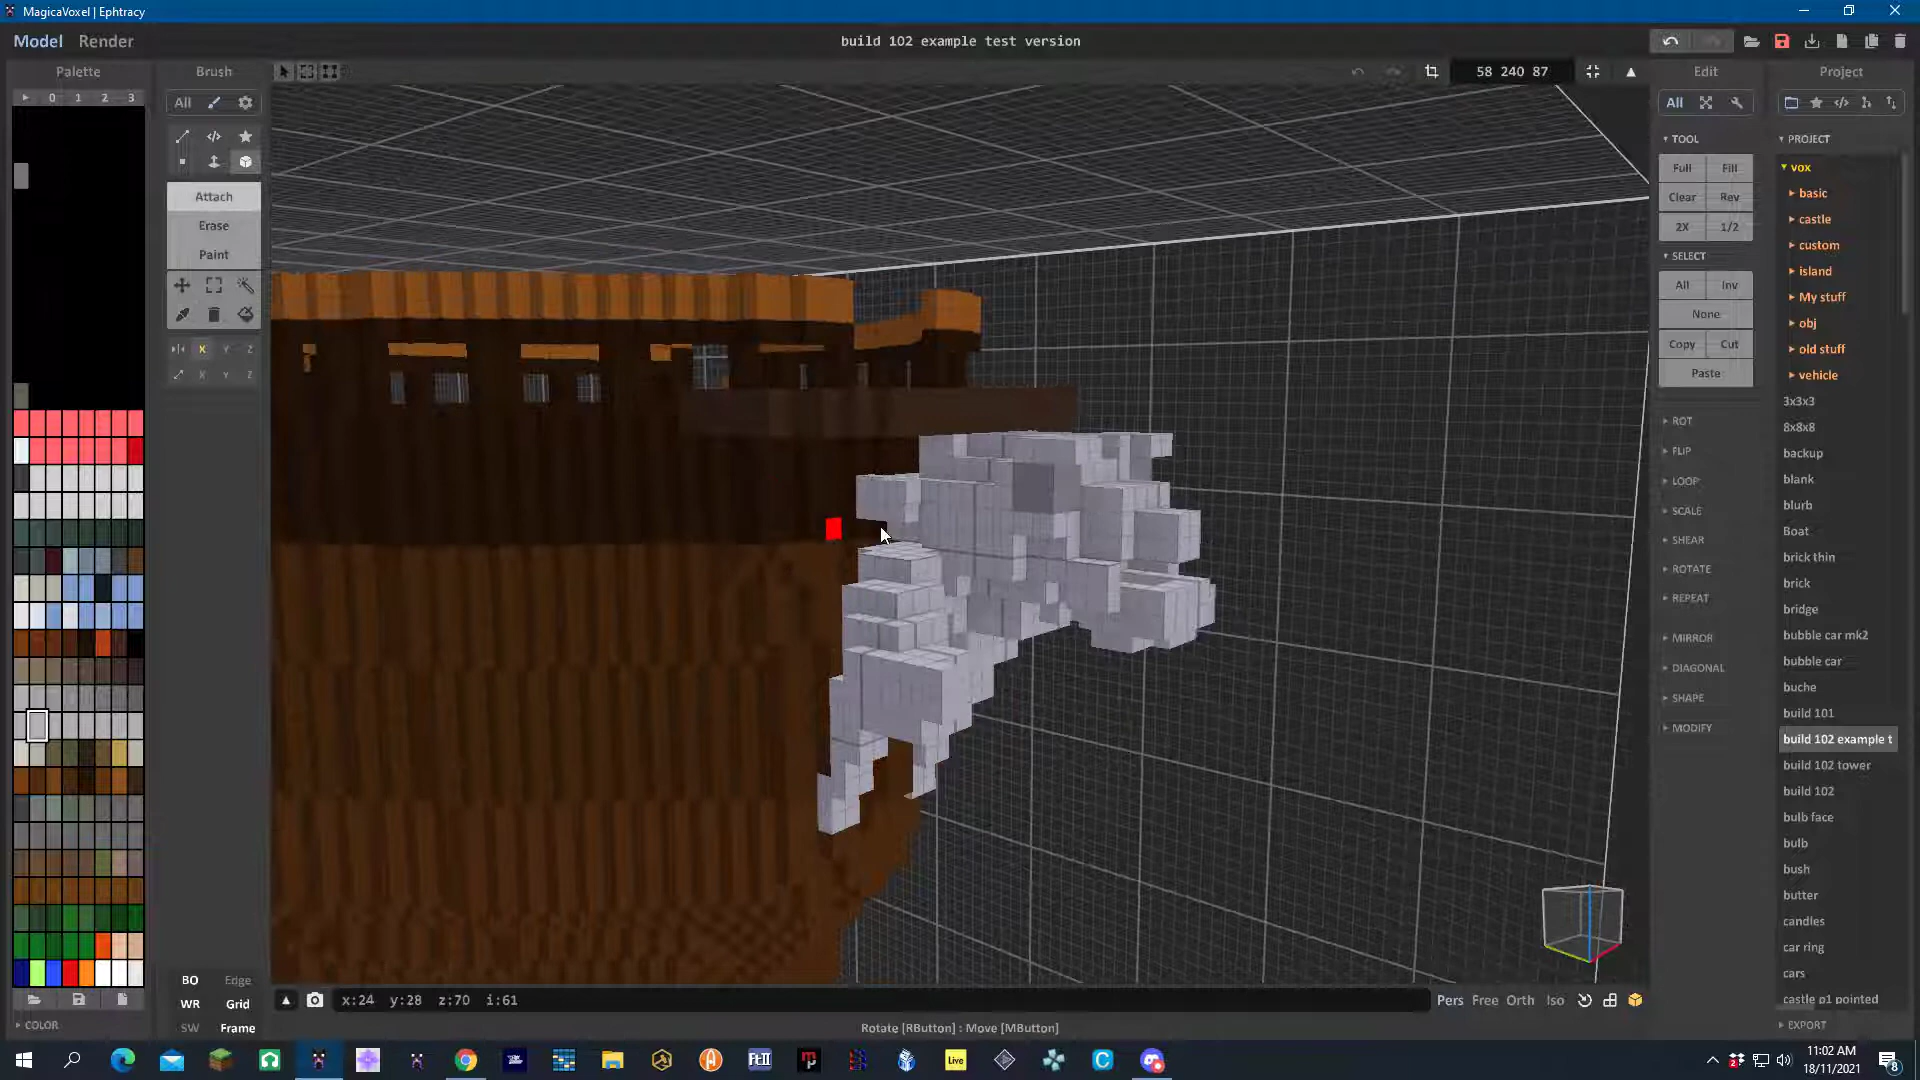 MagicaVoxel | Ephtracy
Model Render
build 102 example test version
Palette
Brush
58 240 87
Edit
Project
0 1 2 3
All
All
TOOL
Full Fill
Clear Rev
2X 1/2
SELECT
All Inv
None
Copy Cut
Paste
ROT
FLIP
LOOP
SCALE
SHEAR
ROTATE
REPEAT
MIRROR
DIAGONAL
SHAPE
MODIFY
Attach
Erase
Paint
X Y Z
X Y Z
PROJECT
vox
basic
castle
custom
island
My stuff
obj
old stuff
vehicle
3x3x3
8x8x8
backup
blank
blurb
Boat
brick thin
brick
bridge
bubble car mk2
bubble car
buche
build 101
build 102 example t
build 102 tower
build 102
bulb face
bulb
bush
butter
candles
car ring
cars
castle p1 pointed
EXPORT
BO Edge
WR Grid
SW Frame
COLOR
x:24 y:28 z:70 i:61
Pers Free Orth Iso
Rotate [RButton] : Move [MButton]
FtII
Live
11:02 AM
18/11/2021
8